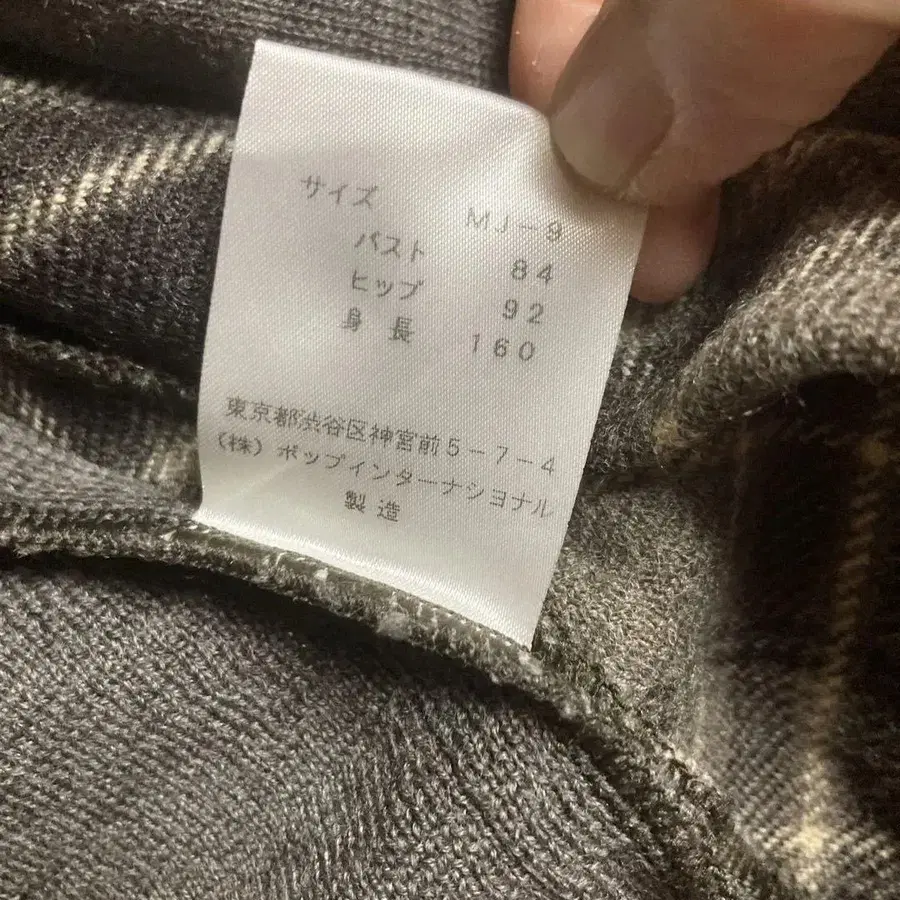 サイズ MJ-9
バスト 84
ヒップ 92
身長 160
東京都渋谷区神宮前5-7-4
(株)ポップインターナショナル
製造